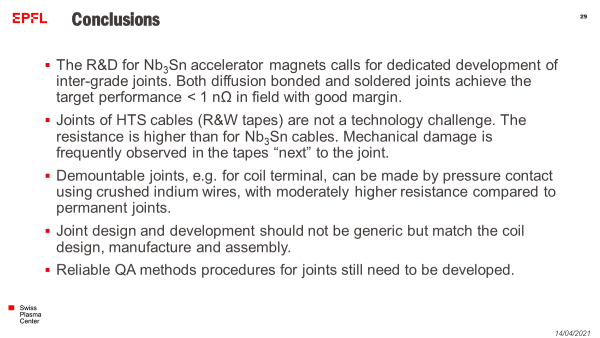 EPFL
Conclusions
29
▪ The R&D for Nb₃Sn accelerator magnets calls for dedicated development of
inter-grade joints. Both diffusion bonded and soldered joints achieve the
target performance < 1 nΩ in field with good margin.
▪ Joints of HTS cables (R&W tapes) are not a technology challenge. The
resistance is higher than for Nb₃Sn cables. Mechanical damage is
frequently observed in the tapes “next” to the joint.
▪ Demountable joints, e.g. for coil terminal, can be made by pressure contact
using crushed indium wires, with moderately higher resistance compared to
permanent joints.
▪ Joint design and development should not be generic but match the coil
design, manufacture and assembly.
▪ Reliable QA methods procedures for joints still need to be developed.
Swiss
Plasma
Center
14/04/2021